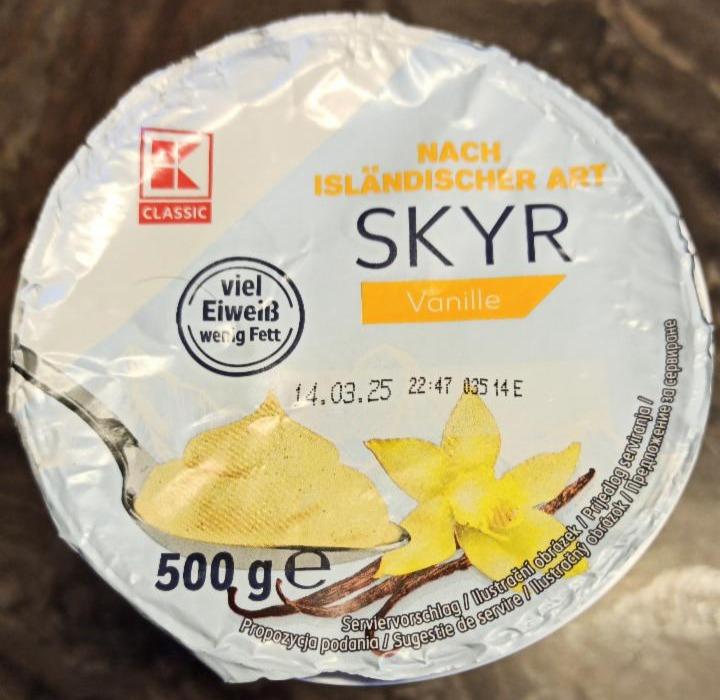 K
CLASSIC
NACH
ISLÄNDISCHER ART
SKYR
Vanille
viel
Eiweiß
wenig Fett
14.03.25 22:47 035 14 E
500 g e
Serviervorschlag / Ilustrační obrázek / Prijedlog serviranja /
Propozycja podania / Sugestie de servire / Ilustračný obrázok / Предложение за сервиране